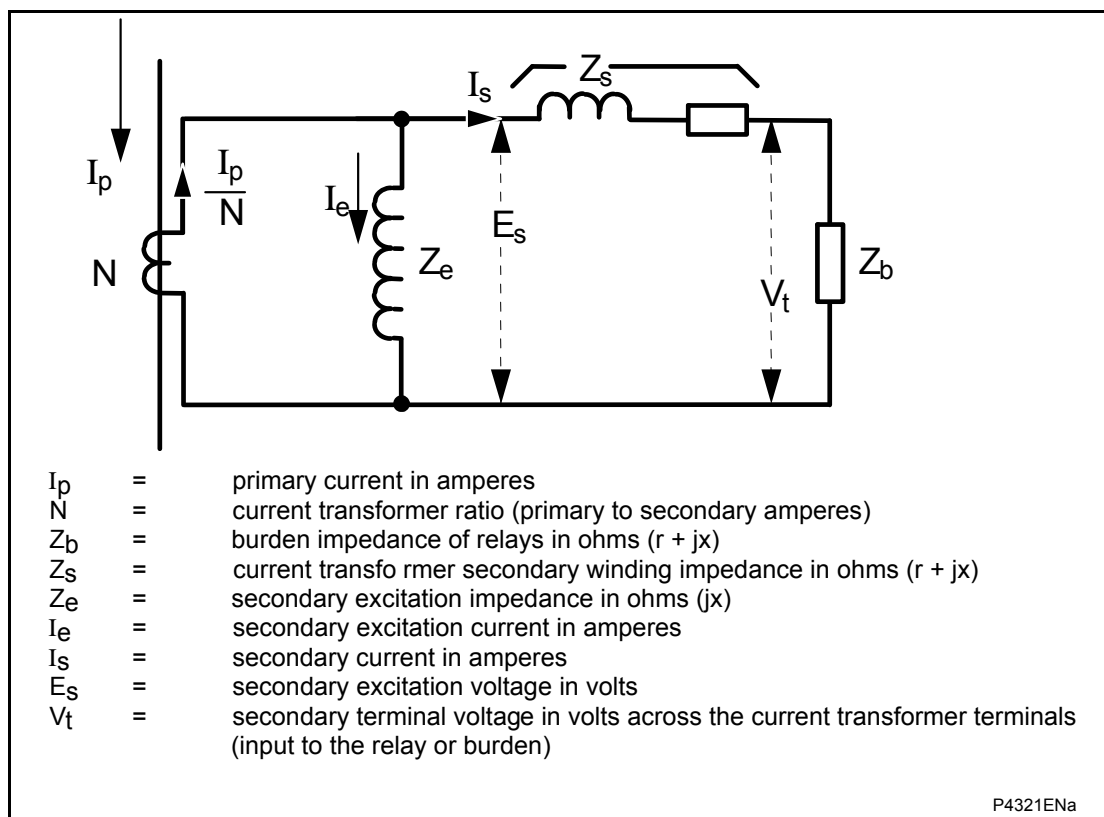 Zs
Is
Ip
Ip
N
Ie
Es
N
Ze
Zb
Vt
Ip = primary current in amperes
N = current transformer ratio (primary to secondary amperes)
Zb = burden impedance of relays in ohms (r + jx)
Zs = current transfo rmer secondary winding impedance in ohms (r + jx)
Ze = secondary excitation impedance in ohms (jx)
Ie = secondary excitation current in amperes
Is = secondary current in amperes
Es = secondary excitation voltage in volts
Vt = secondary terminal voltage in volts across the current transformer terminals
(input to the relay or burden)
P4321ENa